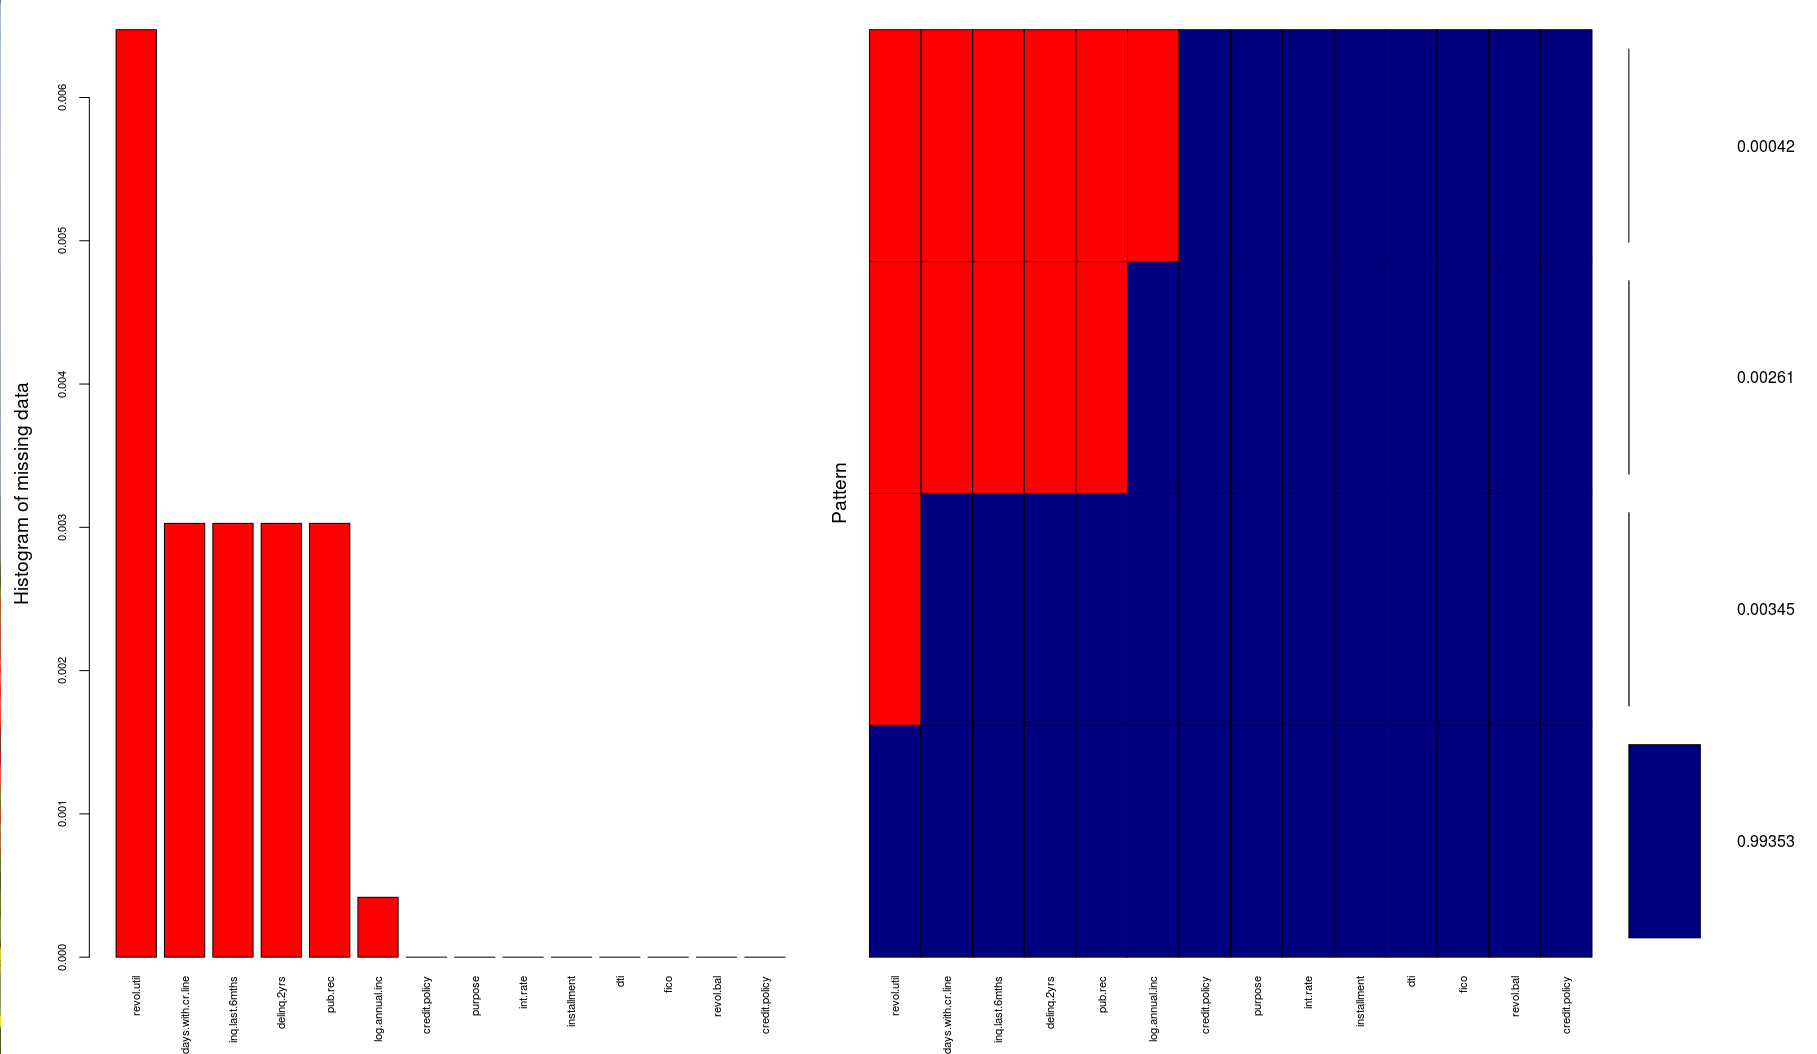 Histogram of missing data
0.006
0.005
0.004
0.003
0.002
0.001
0.000
revol.util
days.with.cr.line
inq.last.6mths
delinq.2yrs
pub.rec
log.annual.inc
credit.policy
purpose
int.rate
installment
dti
fico
revol.bal
credit.policy
Pattern
revol.util
days.with.cr.line
inq.last.6mths
delinq.2yrs
pub.rec
log.annual.inc
credit.policy
purpose
int.rate
installment
dti
fico
revol.bal
credit.policy
0.00042
0.00261
0.00345
0.99353